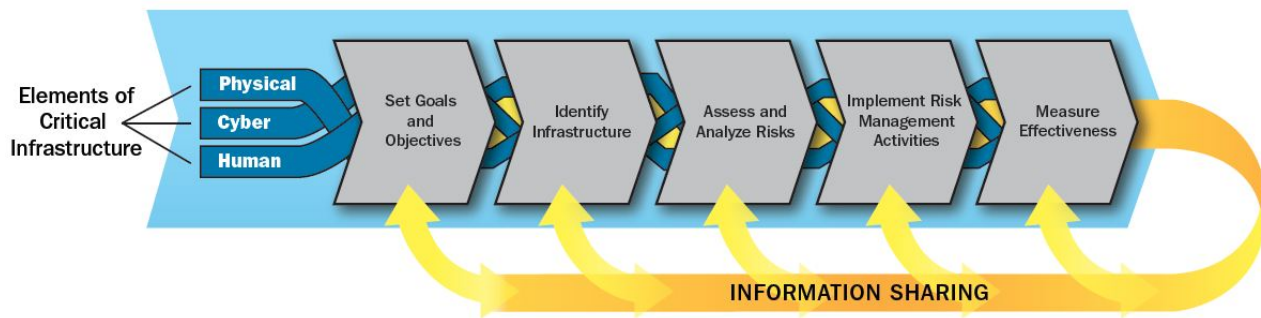 Elements of
Critical
Infrastructure
Physical
Cyber
Human
Set Goals
and
Objectives
Identify
Infrastructure
Assess and
Analyze Risks
Implement Risk
Management
Activities
Measure
Effectiveness
INFORMATION SHARING